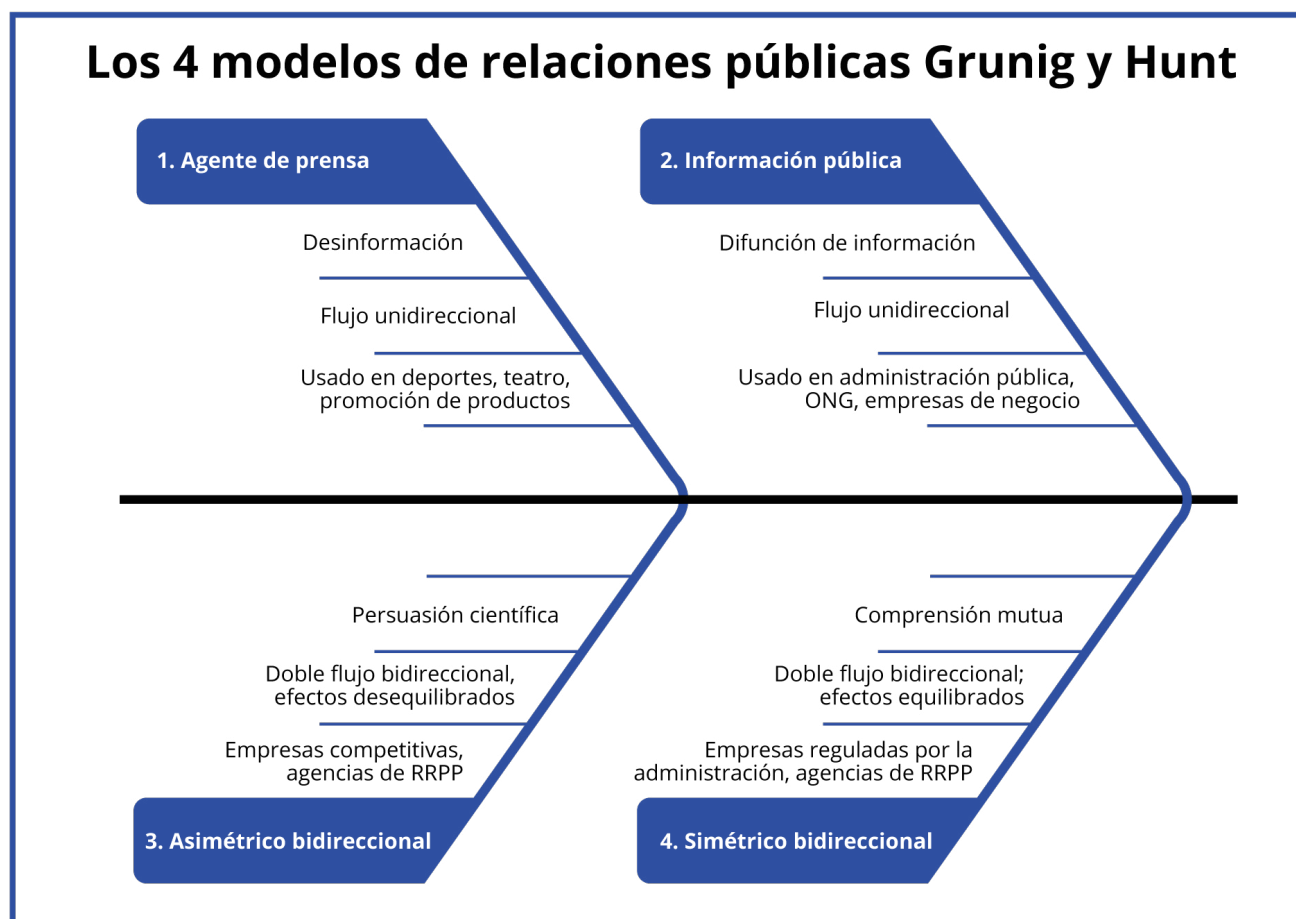 Los 4 modelos de relaciones públicas Grunig y Hunt
1. Agente de prensa
Desinformación
Flujo unidireccional
Usado en deportes, teatro,
promoción de productos
2. Información pública
Difunción de información
Flujo unidireccional
Usado en administración pública,
ONG, empresas de negocio
Persuasión científica
Doble flujo bidireccional,
efectos desequilibrados
Empresas competitivas,
agencias de RRPP
3. Asimétrico bidireccional
Comprensión mutua
Doble flujo bidireccional;
efectos equilibrados
Empresas reguladas por la
administración, agencias de RRPP
4. Simétrico bidireccional